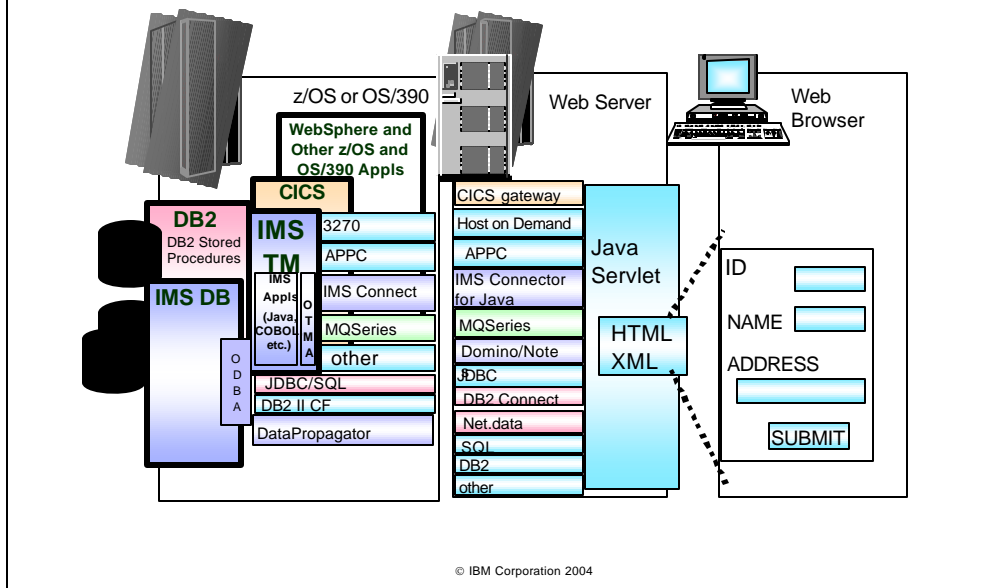 z/OS or OS/390
WebSphere and
Other z/OS and
OS/390 Appls
CICS
DB2
DB2 Stored
Procedures
IMS
TM
IMS
Appls
(Java,
COBOL
etc.)
O
T
M
A
IMS DB
O
D
B
A
3270
APPC
IMS Connect
MQSeries
other
JDBC/SQL
DB2 II CF
DataPropagator
Web Server
CICS gateway
Host on Demand
APPC
IMS Connector
for Java
MQSeries
Domino/Note
s
JDBC
DB2 Connect
Net.data
SQL
DB2
other
Java
Servlet
HTML
XML
Web
Browser
ID
NAME
ADDRESS
SUBMIT
© IBM Corporation 2004